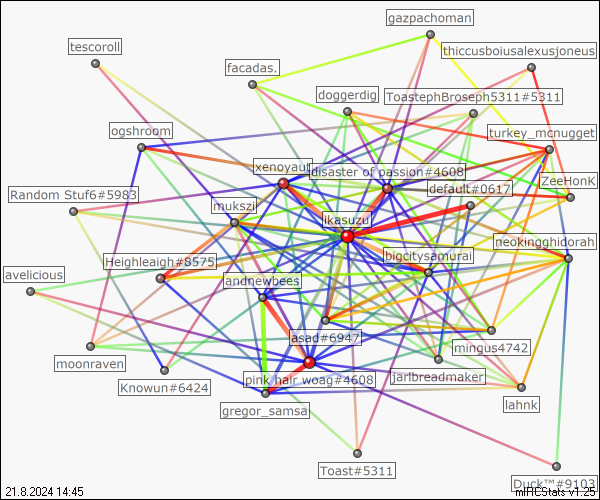 gazpachoman
tescoroll
thiccusboiusalexusjoneus
facadas.
doggerdig
ToastephBroseph5311#5311
ogshroom
turkey_mcnugget
xenoyaut
disaster of passion#4608
default#0617
ZeeHonK
Random Stuf6#5983
mukszi
ikasuzu
neokingghidorah
bigcitysamurai
Heighleaigh#8575
avelicious
andnewbees
asad#6947
mingus4742
moonraven
Knowun#6424
pink hair woag#4608
jarlbreadmaker
gregor_samsa
lahnk
Toast#5311
Duck™#9103
21.8.2024 14:45
mIRCStats v1.25